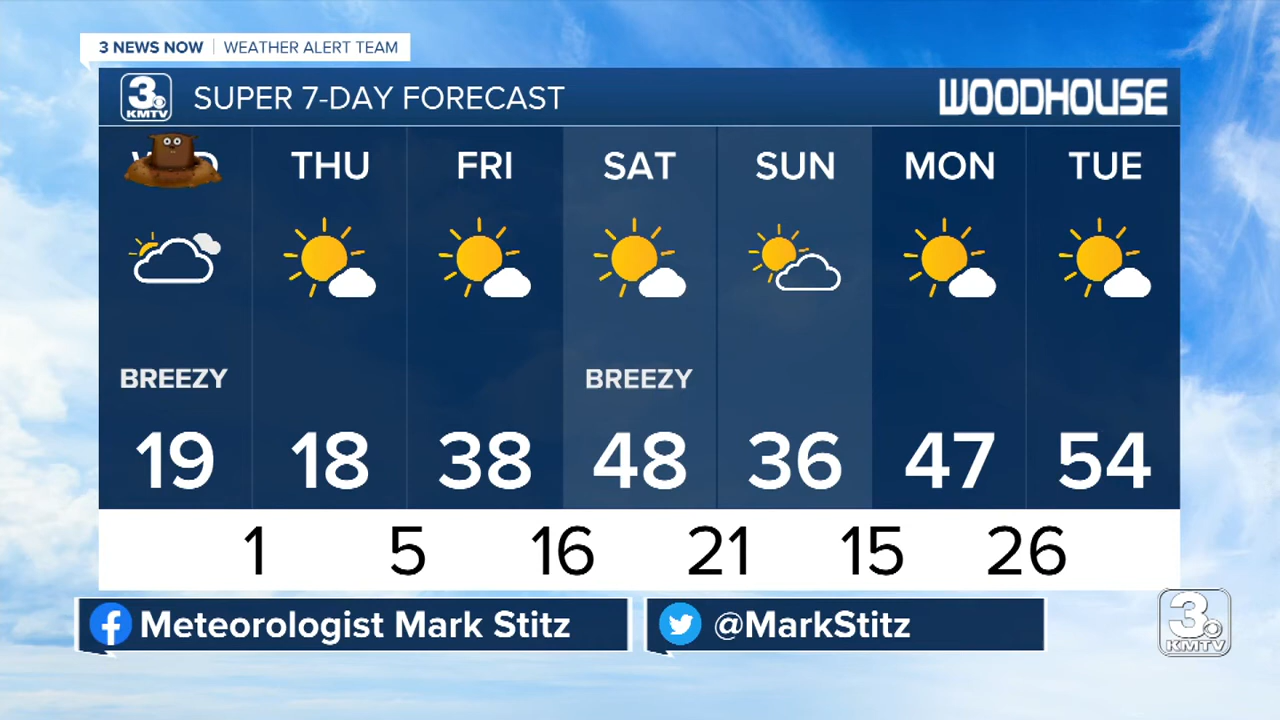 3 NEWS NOW | WEATHER ALERT TEAM
3 KMTV SUPER 7-DAY FORECAST WOODHOUSE
WED THU FRI SAT SUN MON TUE
BREEZY BREEZY
19 18 38 48 36 47 54
1 5 16 21 15 26
Meteorologist Mark Stitz @MarkStitz
3 KMTV